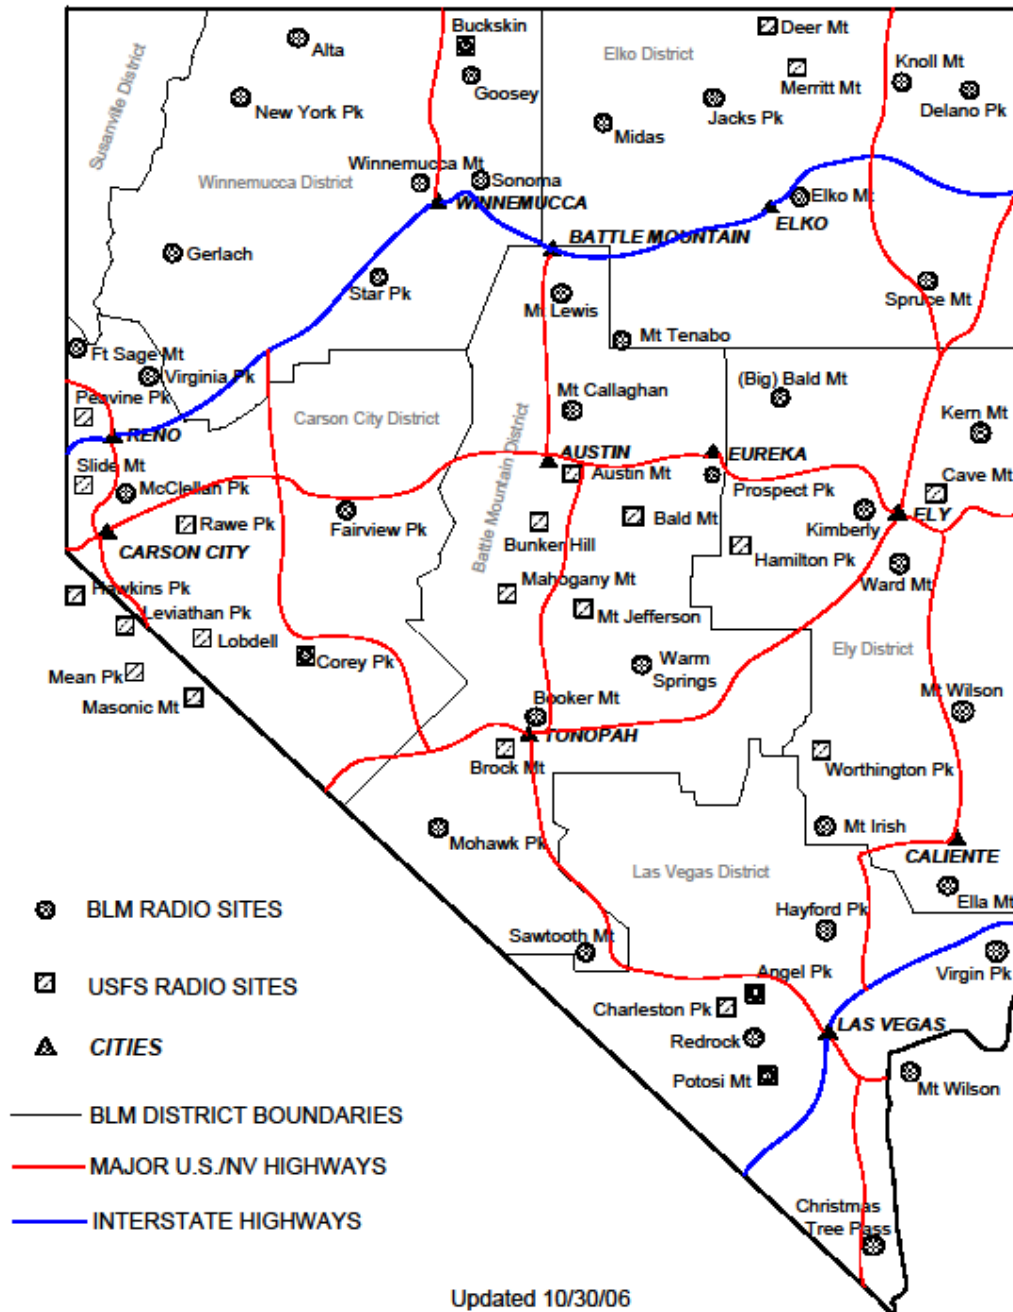 Buckskin
Deer Mt
Alta
Elko District
Knoll Mt
Goosey
Merritt Mt
Susanville District
New York Pk
Jacks Pk
Delano Pk
Midas
Winnemucca Mt
Winnemucca District
Sonoma
WINNEMUCCA
Elko Mt
ELKO
BATTLE MOUNTAIN
Gerlach
Star Pk
Mt Lewis
Spruce Mt
Mt Tenabo
Ft Sage Mt
Virginia Pk
Peavine Pk
Mt Callaghan
(Big) Bald Mt
Carson City District
Kern Mt
RENO
AUSTIN
EUREKA
Slide Mt
Austin Mt
Prospect Pk
Cave Mt
McClellan Pk
Battle Mountain District
Rawe Pk
Fairview Pk
Bald Mt
Kimberly
ELY
CARSON CITY
Bunker Hill
Hamilton Pk
Ward Mt
Hawkins Pk
Mahogany Mt
Leviathan Pk
Mt Jefferson
Lobdell
Ely District
Mean Pk
Corey Pk
Warm
Springs
Masonic Mt
Booker Mt
Mt Wilson
TONOPAH
Brock Mt
Worthington Pk
Mohawk Pk
Mt Irish
CALIENTE
Las Vegas District
Ella Mt
BLM RADIO SITES
Hayford Pk
Sawtooth Mt
Virgin Pk
Angel Pk
USFS RADIO SITES
Charleston Pk
LAS VEGAS
Redrock
CITIES
Potosi Mt
Mt Wilson
BLM DISTRICT BOUNDARIES
MAJOR U.S./NV HIGHWAYS
Christmas
Tree Pass
INTERSTATE HIGHWAYS
Updated 10/30/06